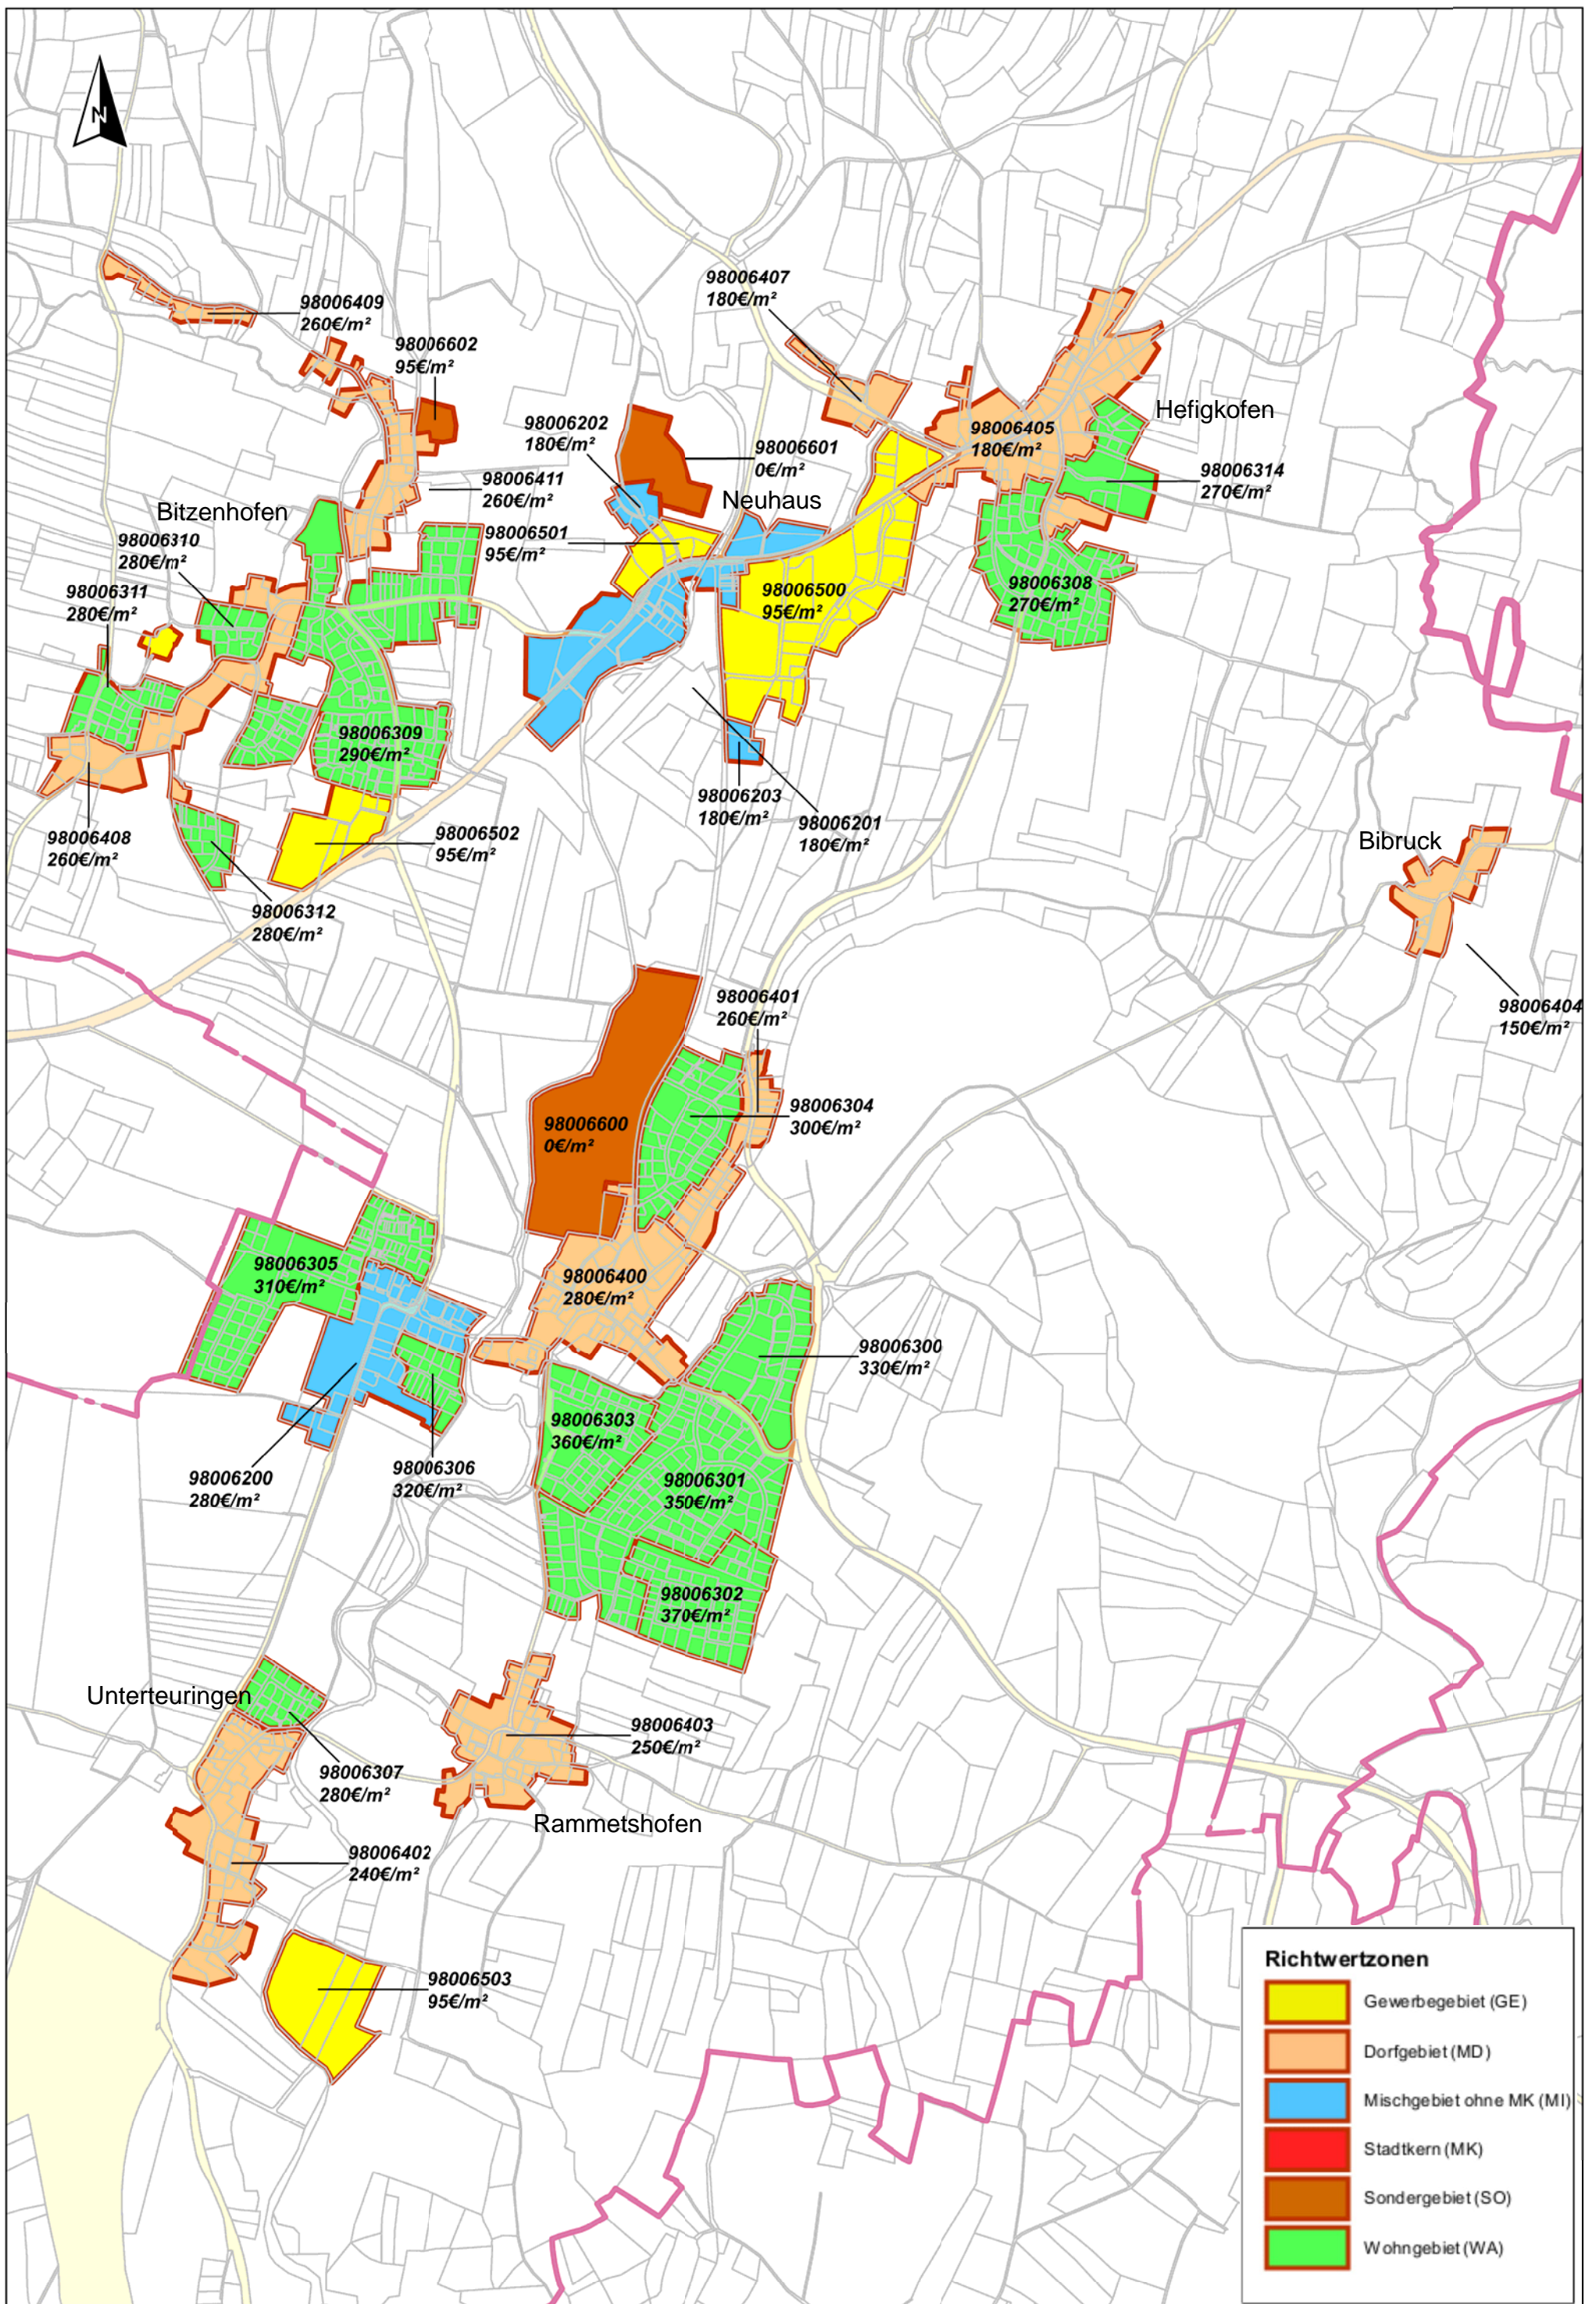 N
98006407
180€/m²
98006409
260€/m²
98006602
95€/m²
Hefigkofen
98006202
180€/m²
98006405
180€/m²
98006601
0€/m²
98006314
270€/m²
98006411
260€/m²
Neuhaus
Bitzenhofen
98006501
95€/m²
98006310
280€/m²
98006311
280€/m²
98006500
95€/m²
98006308
270€/m²
98006309
290€/m²
98006203
180€/m²
98006201
180€/m²
98006408
260€/m²
98006502
95€/m²
Bibruck
98006312
280€/m²
98006401
260€/m²
98006404
150€/m²
98006304
300€/m²
98006600
0€/m²
98006305
310€/m²
98006400
280€/m²
98006300
330€/m²
98006303
360€/m²
98006200
280€/m²
98006306
320€/m²
98006301
350€/m²
98006302
370€/m²
Unterteuringen
98006403
250€/m²
98006307
280€/m²
Rammetshofen
98006402
240€/m²
98006503
95€/m²
Richtwertzonen
Gewerbegebiet (GE)
Dorfgebiet (MD)
Mischgebiet ohne MK (MI)
Stadtkern (MK)
Sondergebiet (SO)
Wohngebiet (WA)